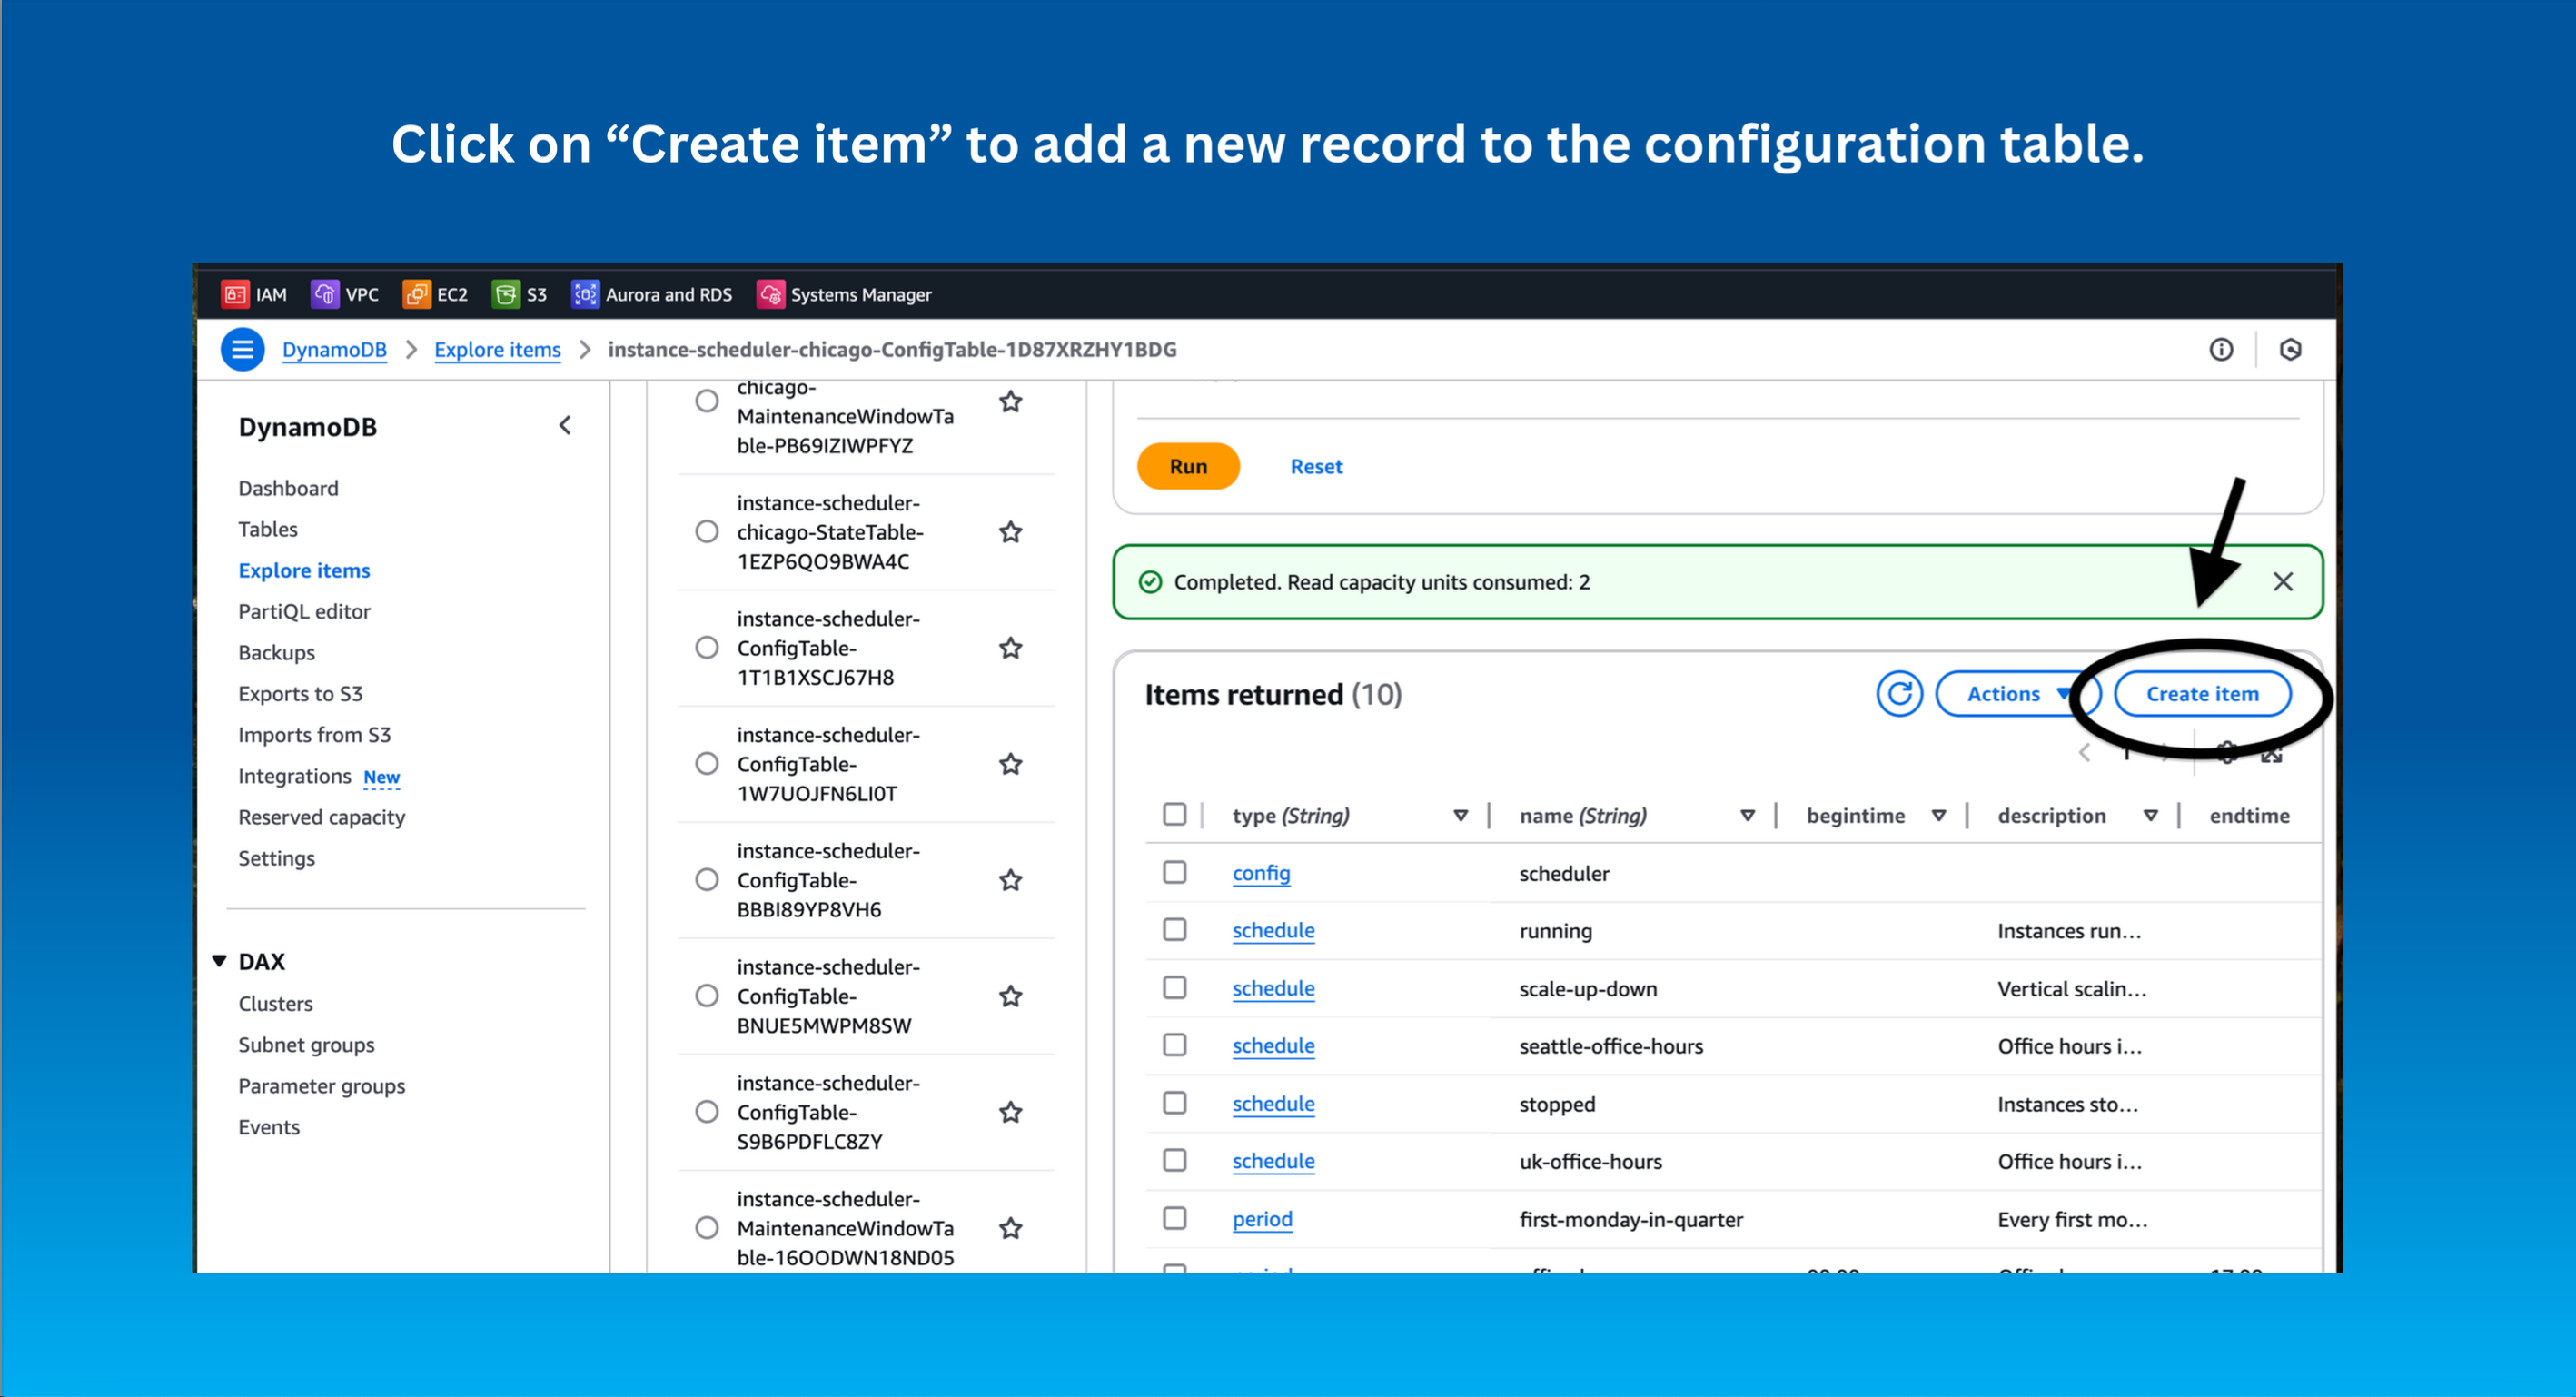 Click on “Create item” to add a new record to the configuration table.
IAM VPC EC2 S3 Aurora and RDS Systems Manager
DynamoDB Explore items instance-scheduler-chicago-ConfigTable-1D87XRZHY1BDG
DynamoDB
Dashboard
Tables
Explore items
PartiQL editor
Backups
Exports to S3
Imports from S3
Integrations New
Reserved capacity
Settings
DAX
Clusters
Subnet groups
Parameter groups
Events
chicago-
MaintenanceWindowTa
ble-PB69IZIWPFYZ
instance-scheduler-
chicago-StateTable-
1EZP6QO9BWA4C
instance-scheduler-
ConfigTable-
1T1B1XSCJ67H8
instance-scheduler-
ConfigTable-
1W7UOJFN6LI0T
instance-scheduler-
ConfigTable-
BBBI89YP8VH6
instance-scheduler-
ConfigTable-
BNUE5MWPM8SW
instance-scheduler-
ConfigTable-
S9B6PDFLC8ZY
instance-scheduler-
MaintenanceWindowTa
ble-16OODWN18ND05
Run Reset
Completed. Read capacity units consumed: 2
Items returned (10) Actions Create item
type (String) name (String) begintime description endtime
config scheduler
schedule running Instances run...
schedule scale-up-down Vertical scalin...
schedule seattle-office-hours Office hours i...
schedule stopped Instances sto...
schedule uk-office-hours Office hours i...
period first-monday-in-quarter Every first mo...